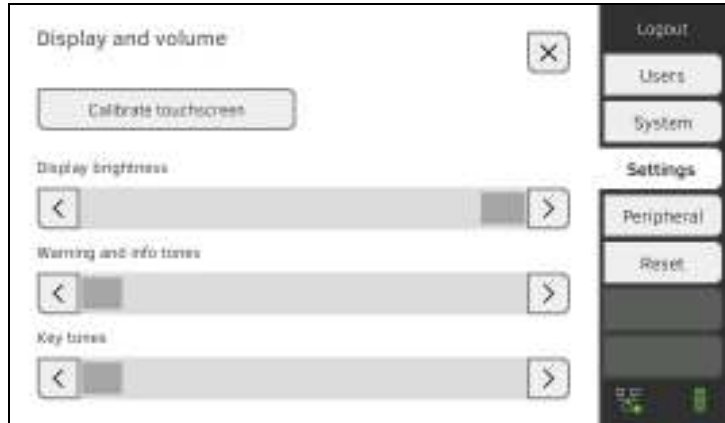 Display and volume
Calibrate touchscreen
Display brightness
Warning and info tones
Key tones
Logout
Users
System
Settings
Peripheral
Reset